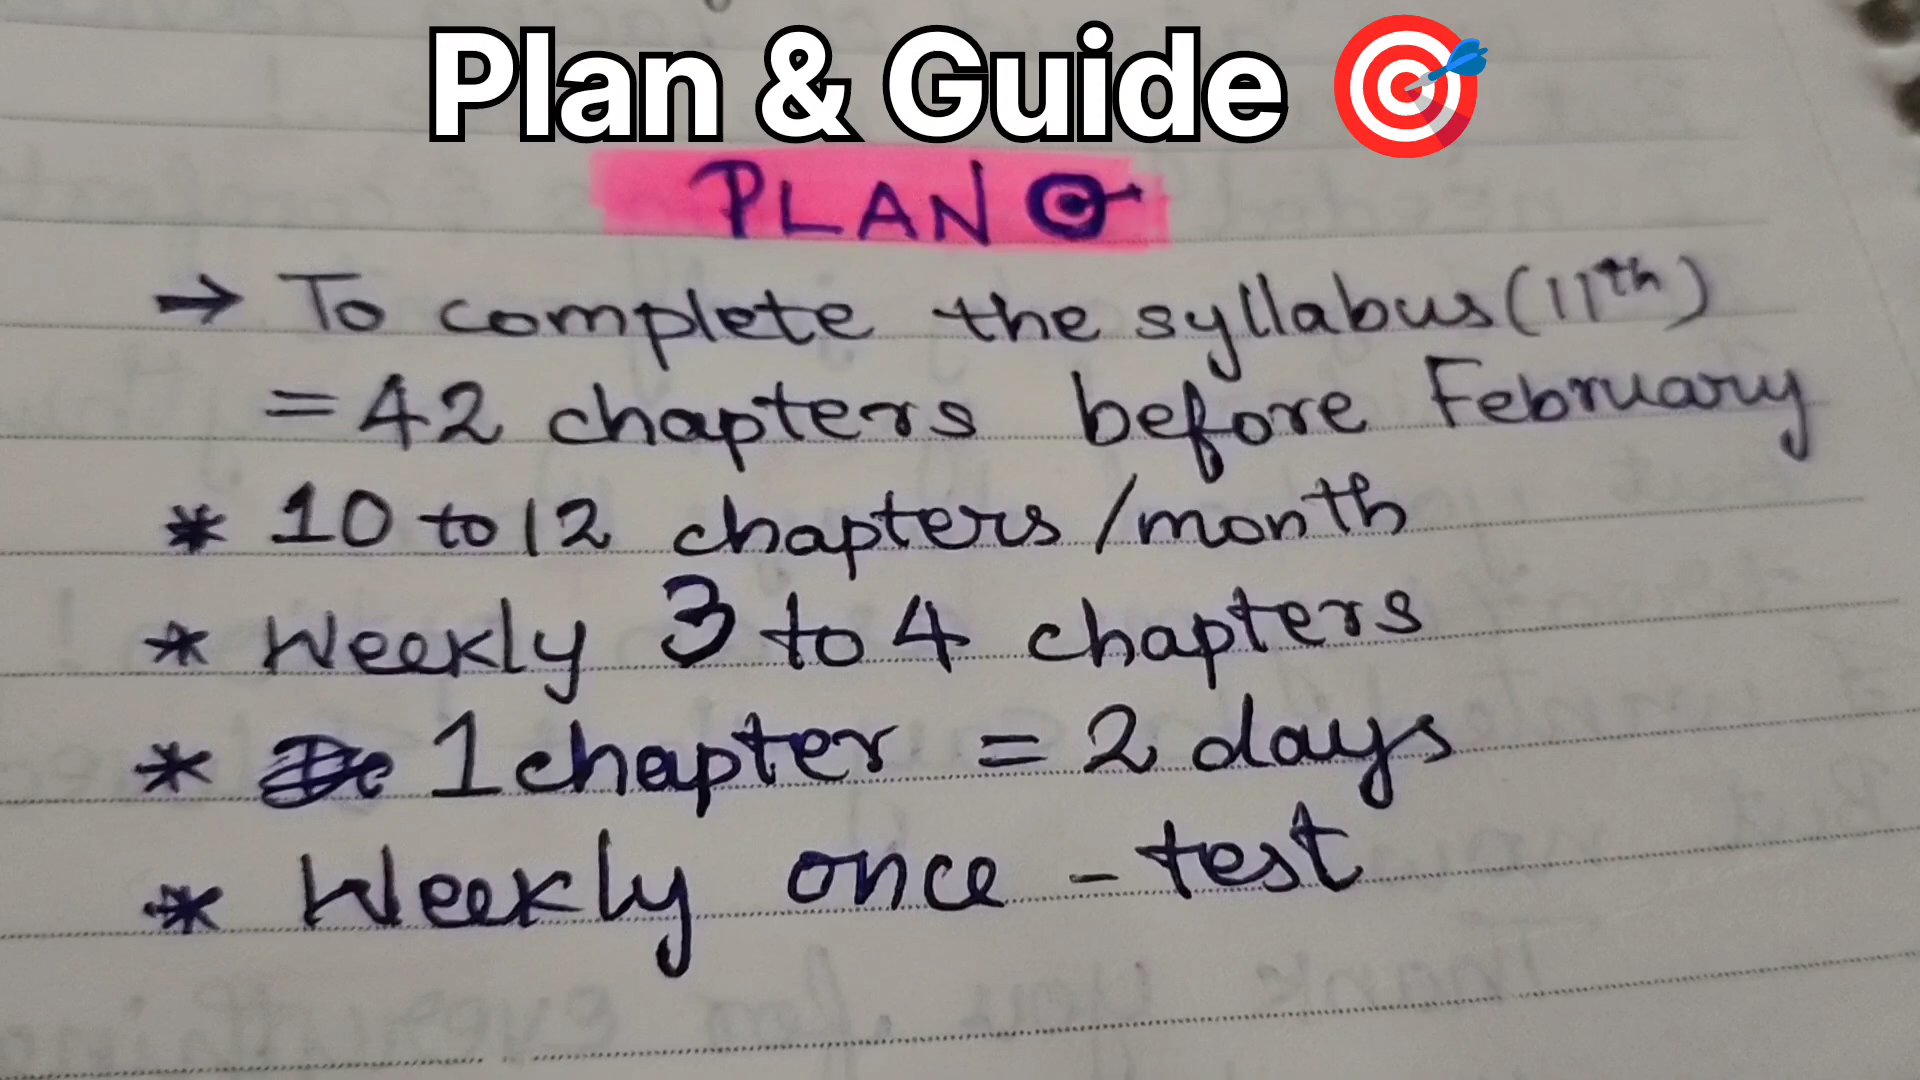 Plan & Guide 🎯
PLAN
→ To complete the syllabus (11th)
= 42 chapters before February
* 10 to 12 chapters / month
* Weekly 3 to 4 chapters
* 1 chapter = 2 days
* Weekly once - test